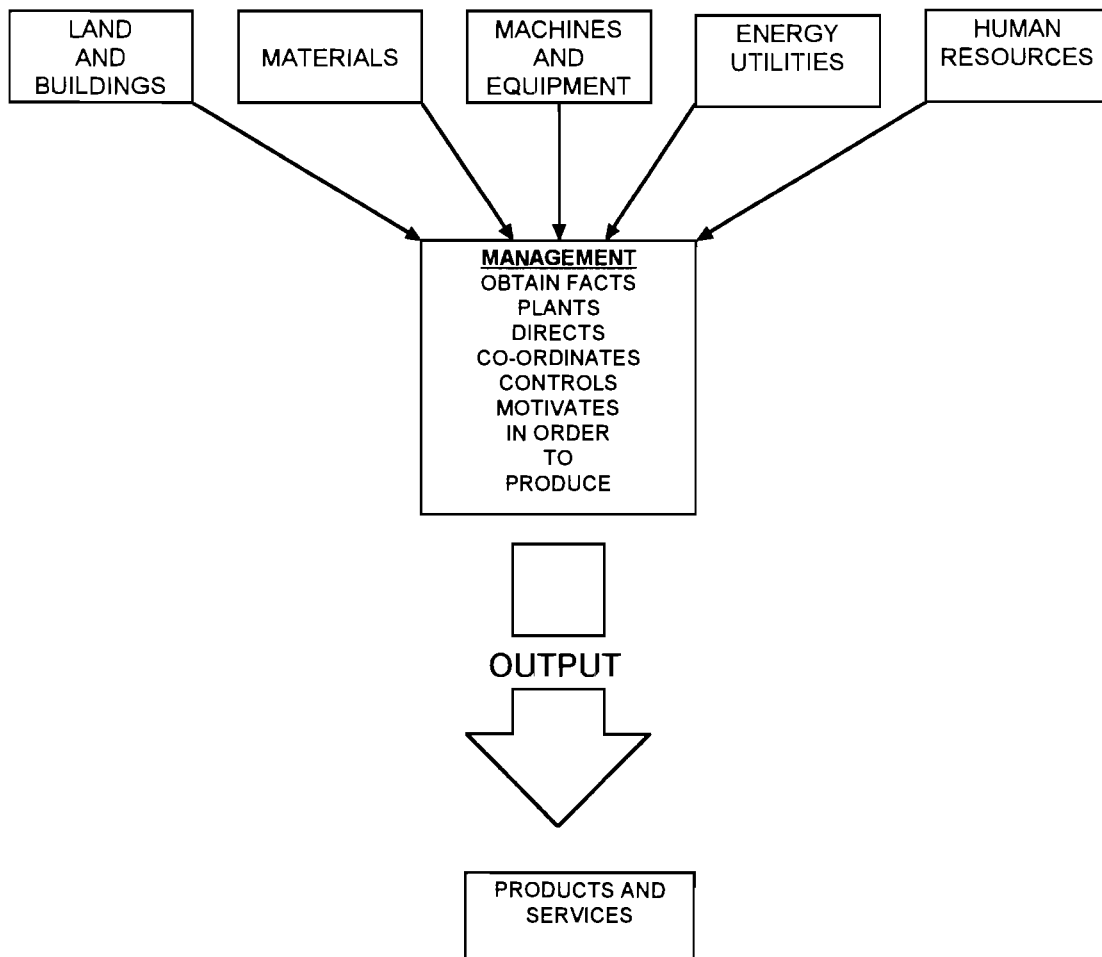 LAND
AND
BUILDINGS
MATERIALS
MACHINES
AND
EQUIPMENT
ENERGY
UTILITIES
HUMAN
RESOURCES
MANAGEMENT
OBTAIN FACTS
PLANTS
DIRECTS
CO-ORDINATES
CONTROLS
MOTIVATES
IN ORDER
TO
PRODUCE
OUTPUT
PRODUCTS AND
SERVICES